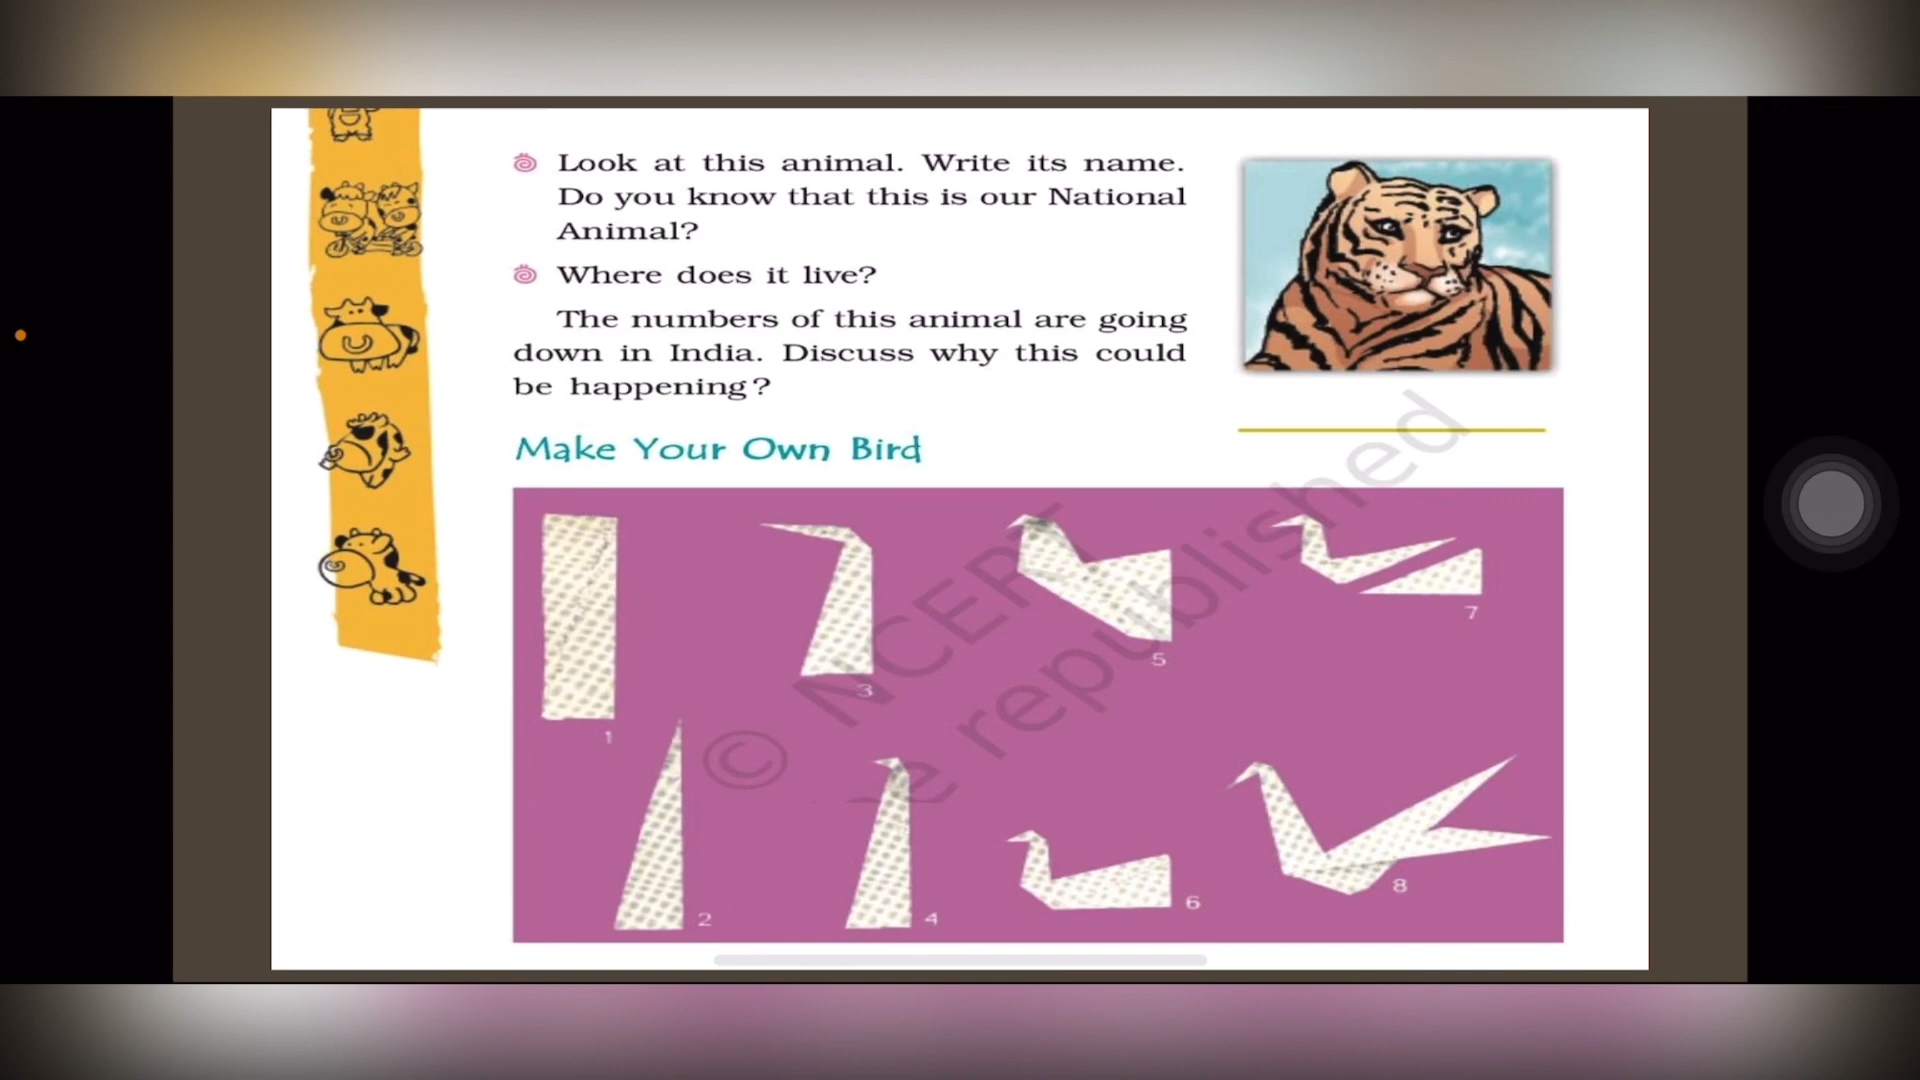 Look at this animal. Write its name.
Do you know that this is our National
Animal?
Where does it live?
The numbers of this animal are going
down in India. Discuss why this could
be happening?
Make Your Own Bird
1
2
3
4
5
6
7
8
© NCERT
e republished